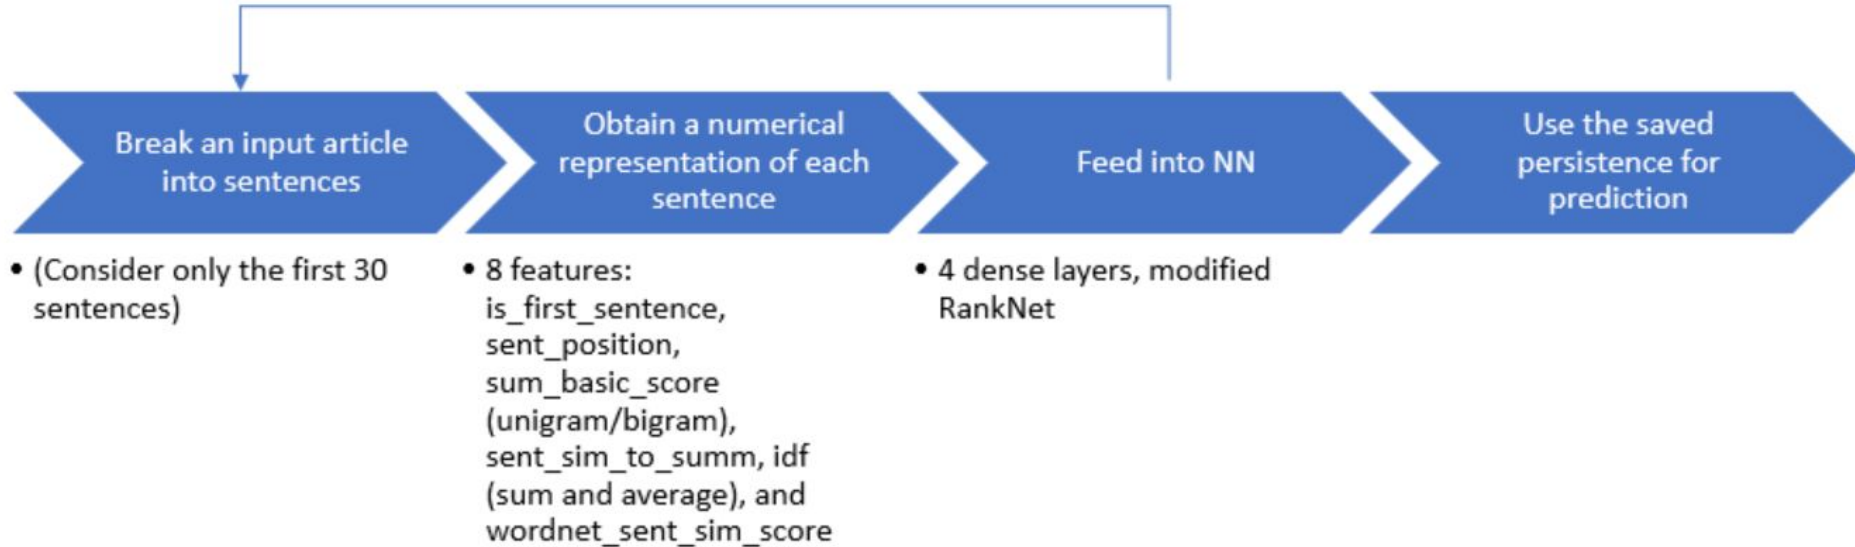 Break an input article
into sentences
Obtain a numerical
representation of each
sentence
Feed into NN
Use the saved
persistence for
prediction
• (Consider only the first 30
sentences)
• 8 features:
is_first_sentence,
sent_position,
sum_basic_score
(unigram/bigram),
sent_sim_to_summ, idf
(sum and average), and
wordnet_sent_sim_score
• 4 dense layers, modified
RankNet